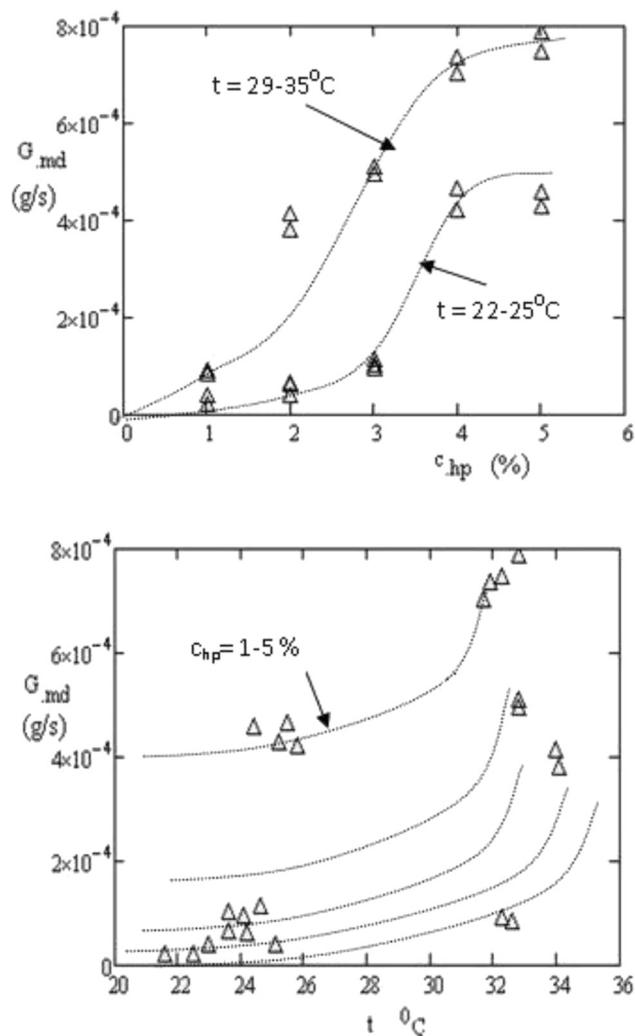 8×10⁻⁴
t = 29-35⁰C
6×10⁻⁴
G.md
(g/s)
4×10⁻⁴
t = 22-25⁰C
2×10⁻⁴
0
0 1 2 3 4 5 6
c.hp (%)
8×10⁻⁴
c hp= 1-5 %
6×10⁻⁴
G.md
(g/s)
4×10⁻⁴
2×10⁻⁴
0
20 22 24 26 28 30 32 34 36
t ⁰C